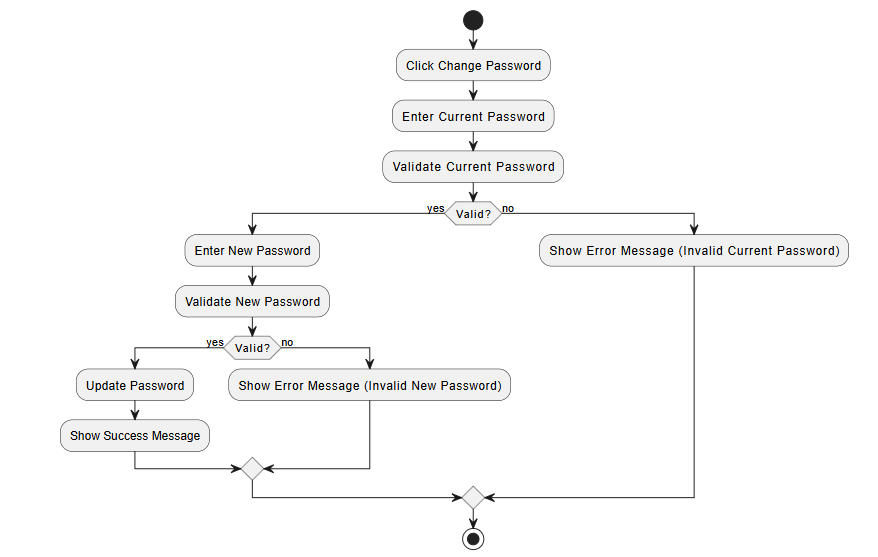 Click Change Password
Enter Current Password
Validate Current Password
yes
Valid?
no
Enter New Password
Show Error Message (Invalid Current Password)
Validate New Password
yes
Valid?
no
Update Password
Show Error Message (Invalid New Password)
Show Success Message